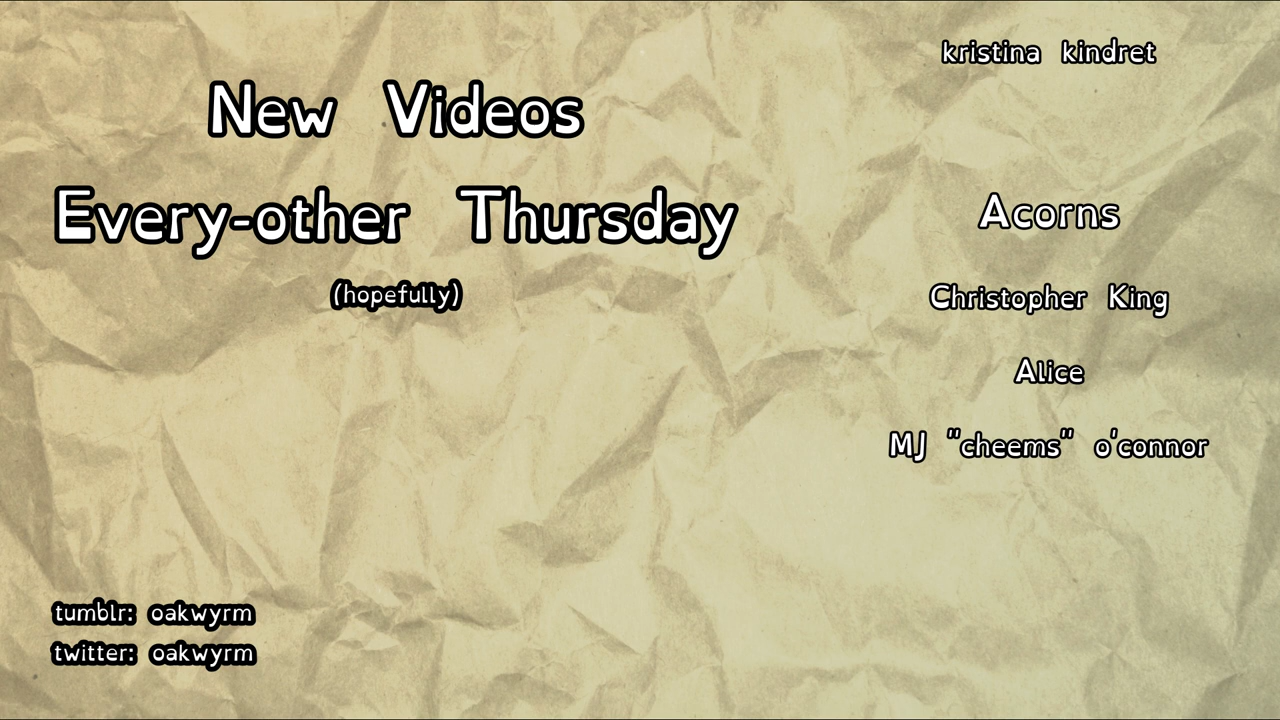 New Videos
Every-other Thursday
(hopefully)
tumblr: oakwyrm
twitter: oakwyrm
kristina kindret
Acorns
Christopher King
Alice
MJ "cheems" o'connor